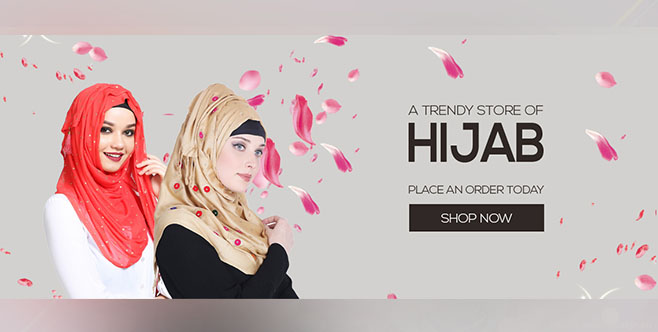 A TRENDY STORE OF
HIJAB
PLACE AN ORDER TODAY
SHOP NOW